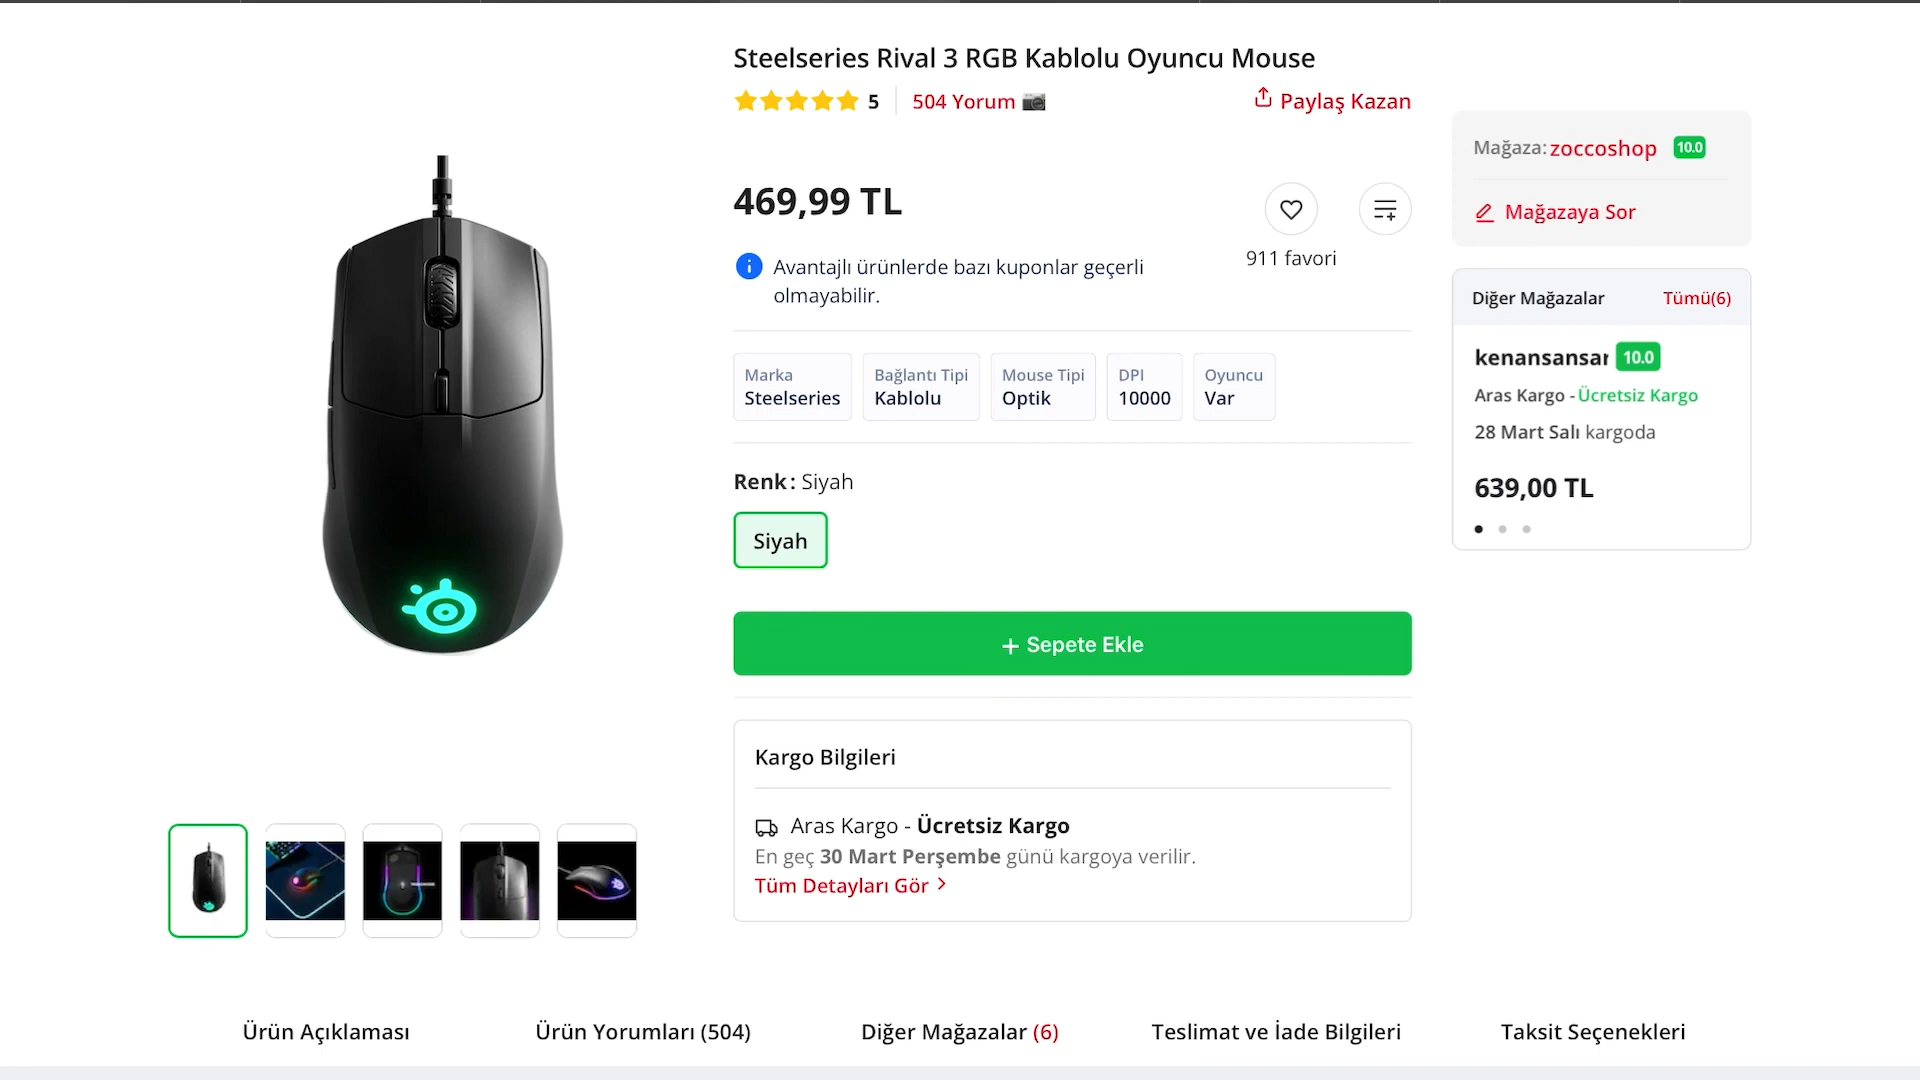 Steelseries Rival 3 RGB Kablolu Oyuncu Mouse
5
504 Yorum
Paylaş Kazan
469,99 TL
911 favori
Avantajlı ürünlerde bazı kuponlar geçerli
olmayabilir.
Marka
Steelseries
Bağlantı Tipi
Kablolu
Mouse Tipi
Optik
DPI
10000
Oyuncu
Var
Renk: Siyah
Siyah
+ Sepete Ekle
Kargo Bilgileri
Aras Kargo - Ücretsiz Kargo
En geç 30 Mart Perşembe günü kargoya verilir.
Tüm Detayları Gör
Mağaza: zoccoshop 10.0
Mağazaya Sor
Diğer Mağazalar Tümü(6)
kenansansar 10.0
Aras Kargo - Ücretsiz Kargo
28 Mart Salı kargoda
639,00 TL
Ürün Açıklaması
Ürün Yorumları (504)
Diğer Mağazalar (6)
Teslimat ve İade Bilgileri
Taksit Seçenekleri